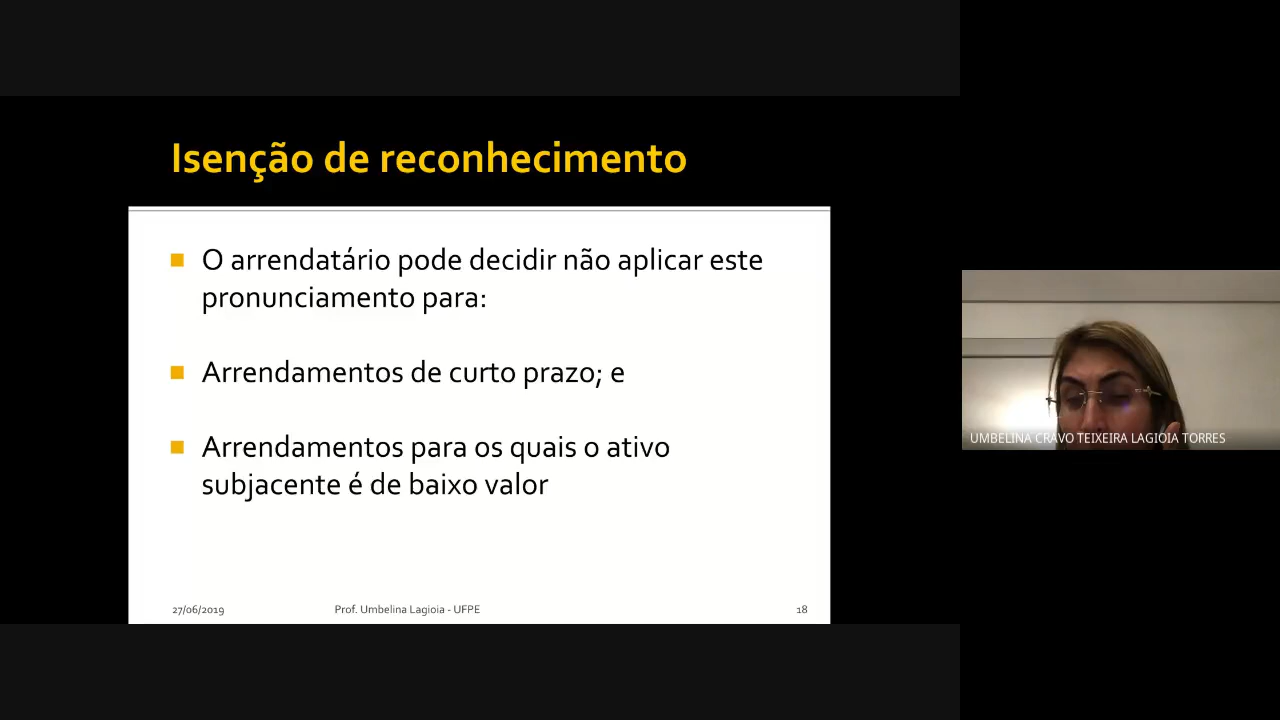 Isenção de reconhecimento
O arrendatário pode decidir não aplicar este
pronunciamento para:
Arrendamentos de curto prazo; e
Arrendamentos para os quais o ativo
subjacente é de baixo valor
27/06/2019 Prof. Umbelina Lagioia - UFPE 18
UMBELINA CRAVO TEIXEIRA LAGIOIA TORRES